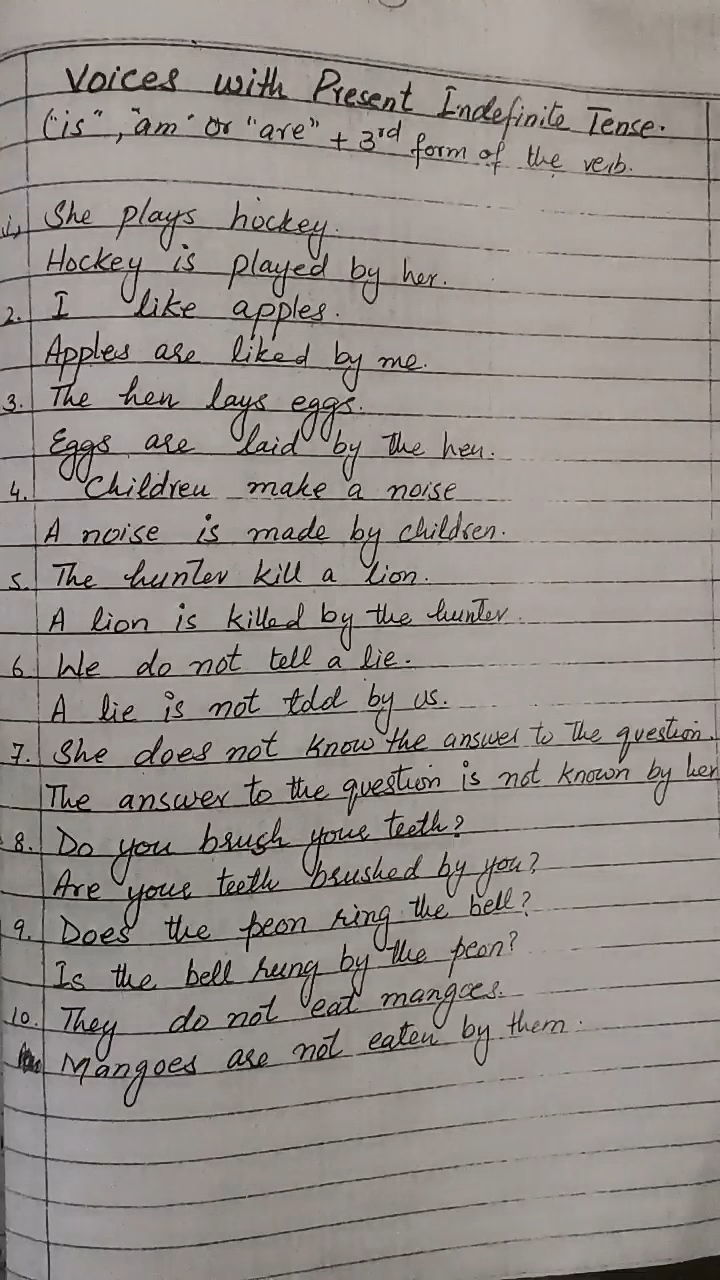 Voices with Present Indefinite Tense.
("is", "am" or "are" + 3rd form of the verb.
1. She plays hockey.
Hockey is played by her.
2. I like apples.
Apples are liked by me.
3. The hen lays eggs.
Eggs are laid by the hen.
4. Children make a noise
A noise is made by children.
5. The hunter kill a lion.
A lion is killed by the hunter.
6. We do not tell a lie.
A lie is not told by us.
7. She does not know the answer to the question.
The answer to the question is not known by her
8. Do you brush your teeth?
Are your teeth brushed by you?
9. Does the peon ring the bell?
Is the bell rung by the peon?
10. They do not eat mangoes.
Mangoes are not eaten by them.